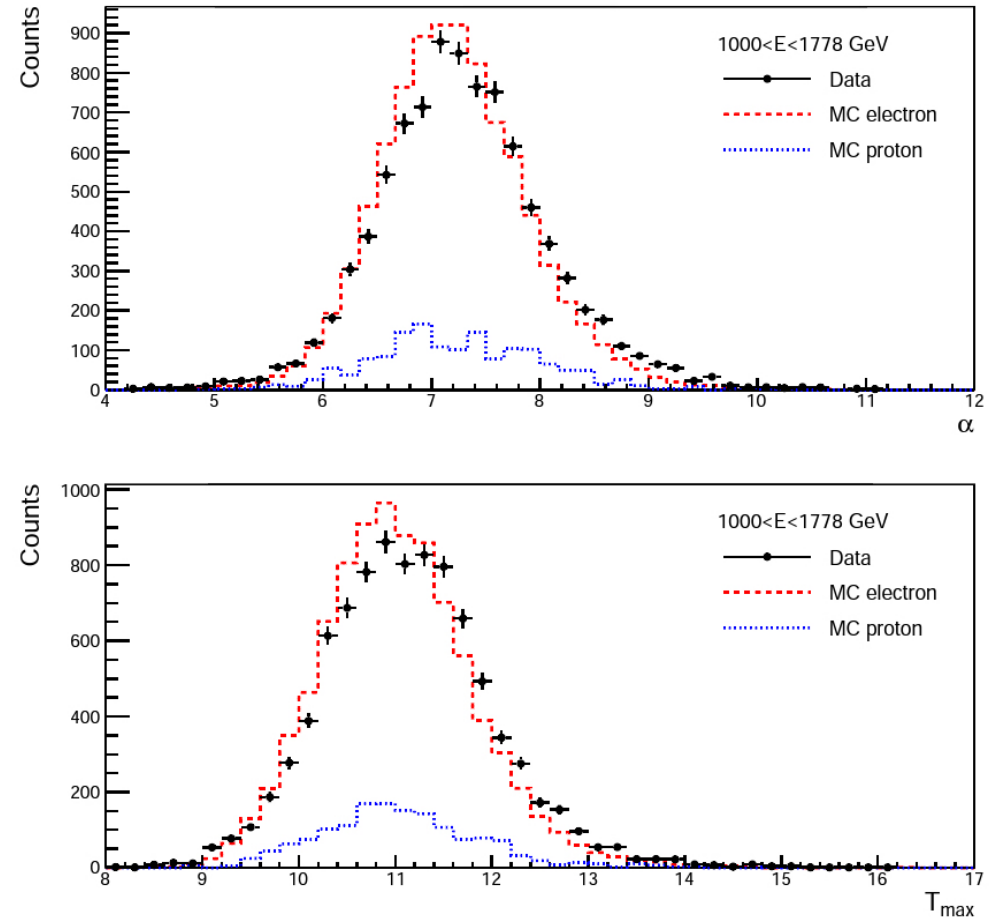 Counts
900
800
700
600
500
400
300
200
100
0
4 5 6 7 8 9 10 11 12
α
1000<E<1778 GeV
Data
MC electron
MC proton
Counts
1000
800
600
400
200
0
8 9 10 11 12 13 14 15 16 17
Tmax
1000<E<1778 GeV
Data
MC electron
MC proton